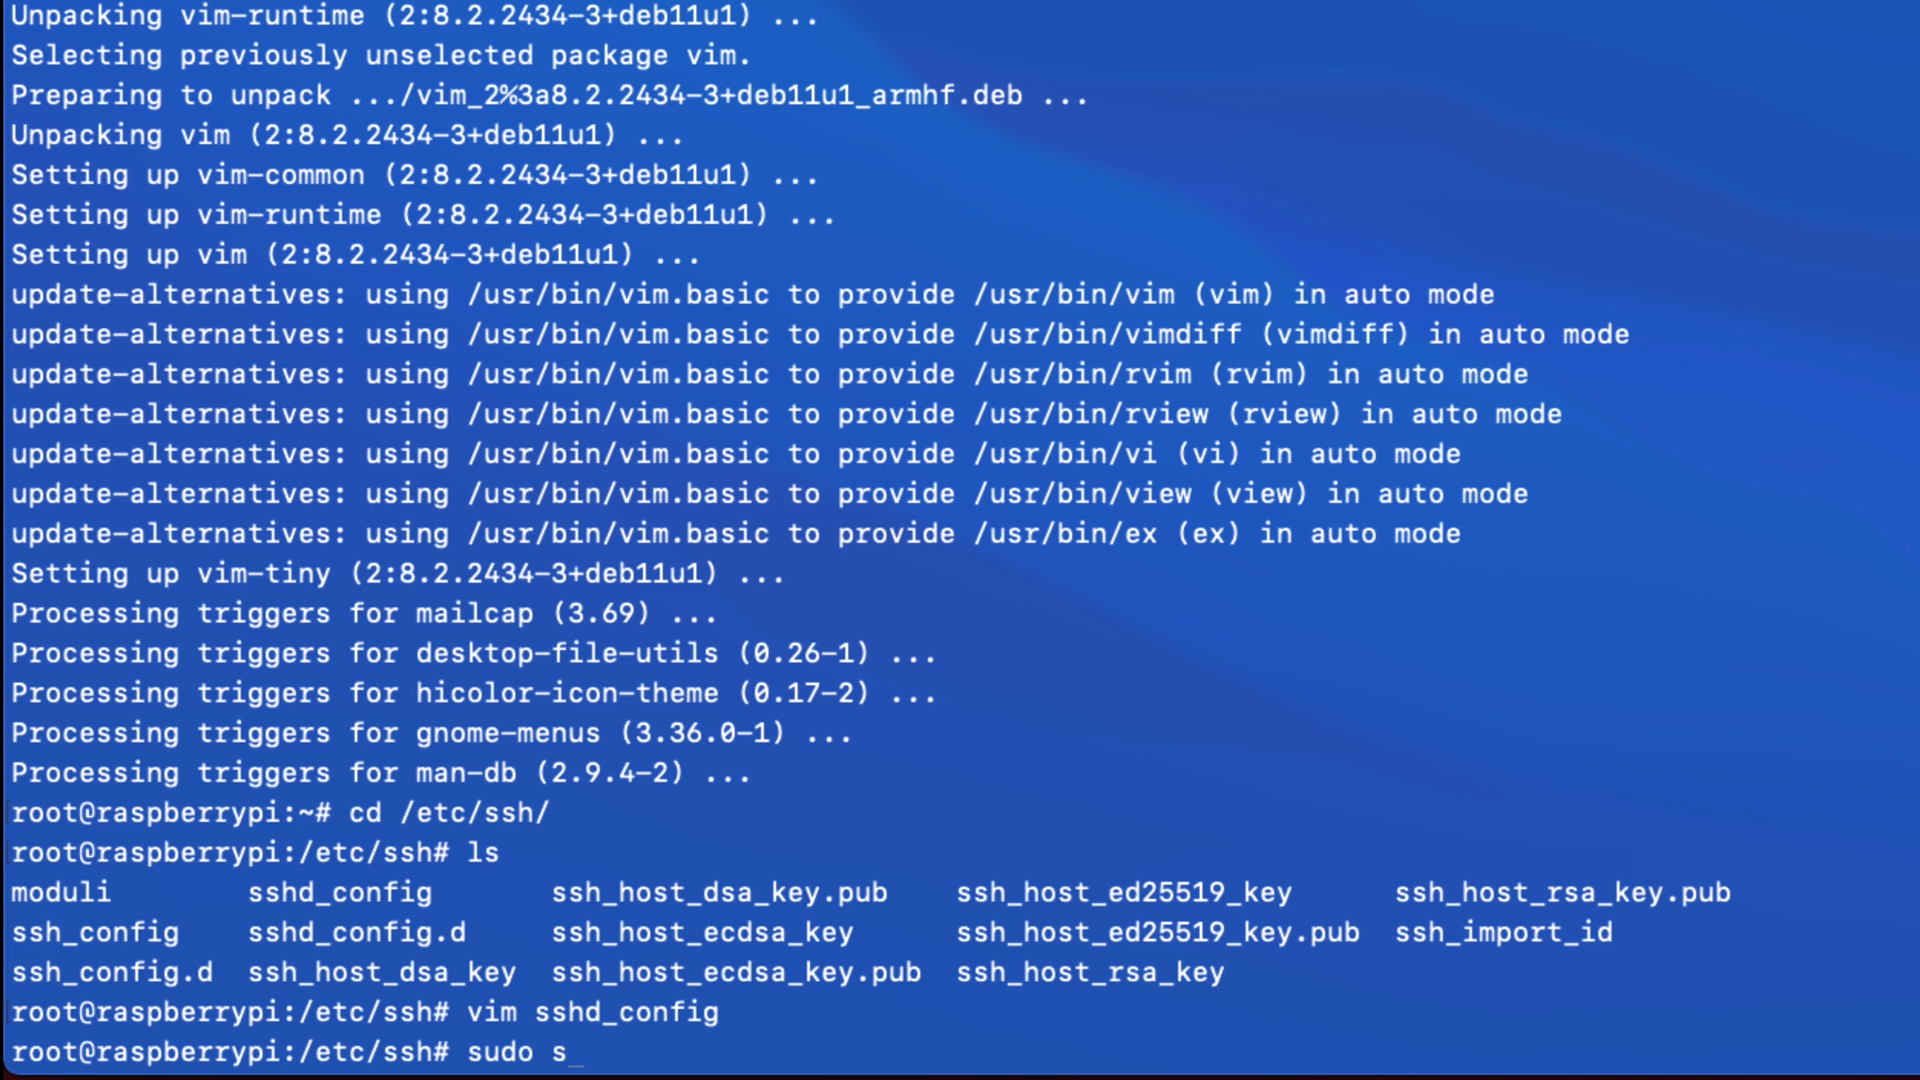 Unpacking vim-runtime (2:8.2.2434-3+deb11u1) ...
Selecting previously unselected package vim.
Preparing to unpack .../vim_2%3a8.2.2434-3+deb11u1_armhf.deb ...
Unpacking vim (2:8.2.2434-3+deb11u1) ...
Setting up vim-common (2:8.2.2434-3+deb11u1) ...
Setting up vim-runtime (2:8.2.2434-3+deb11u1) ...
Setting up vim (2:8.2.2434-3+deb11u1) ...
update-alternatives: using /usr/bin/vim.basic to provide /usr/bin/vim (vim) in auto mode
update-alternatives: using /usr/bin/vim.basic to provide /usr/bin/vimdiff (vimdiff) in auto mode
update-alternatives: using /usr/bin/vim.basic to provide /usr/bin/rvim (rvim) in auto mode
update-alternatives: using /usr/bin/vim.basic to provide /usr/bin/rview (rview) in auto mode
update-alternatives: using /usr/bin/vim.basic to provide /usr/bin/vi (vi) in auto mode
update-alternatives: using /usr/bin/vim.basic to provide /usr/bin/view (view) in auto mode
update-alternatives: using /usr/bin/vim.basic to provide /usr/bin/ex (ex) in auto mode
Setting up vim-tiny (2:8.2.2434-3+deb11u1) ...
Processing triggers for mailcap (3.69) ...
Processing triggers for desktop-file-utils (0.26-1) ...
Processing triggers for hicolor-icon-theme (0.17-2) ...
Processing triggers for gnome-menus (3.36.0-1) ...
Processing triggers for man-db (2.9.4-2) ...
root@raspberrypi:~# cd /etc/ssh/
root@raspberrypi:/etc/ssh# ls
moduli        sshd_config       ssh_host_dsa_key.pub    ssh_host_ed25519_key      ssh_host_rsa_key.pub
ssh_config    sshd_config.d     ssh_host_ecdsa_key      ssh_host_ed25519_key.pub  ssh_import_id
ssh_config.d  ssh_host_dsa_key  ssh_host_ecdsa_key.pub  ssh_host_rsa_key
root@raspberrypi:/etc/ssh# vim sshd_config
root@raspberrypi:/etc/ssh# sudo s_